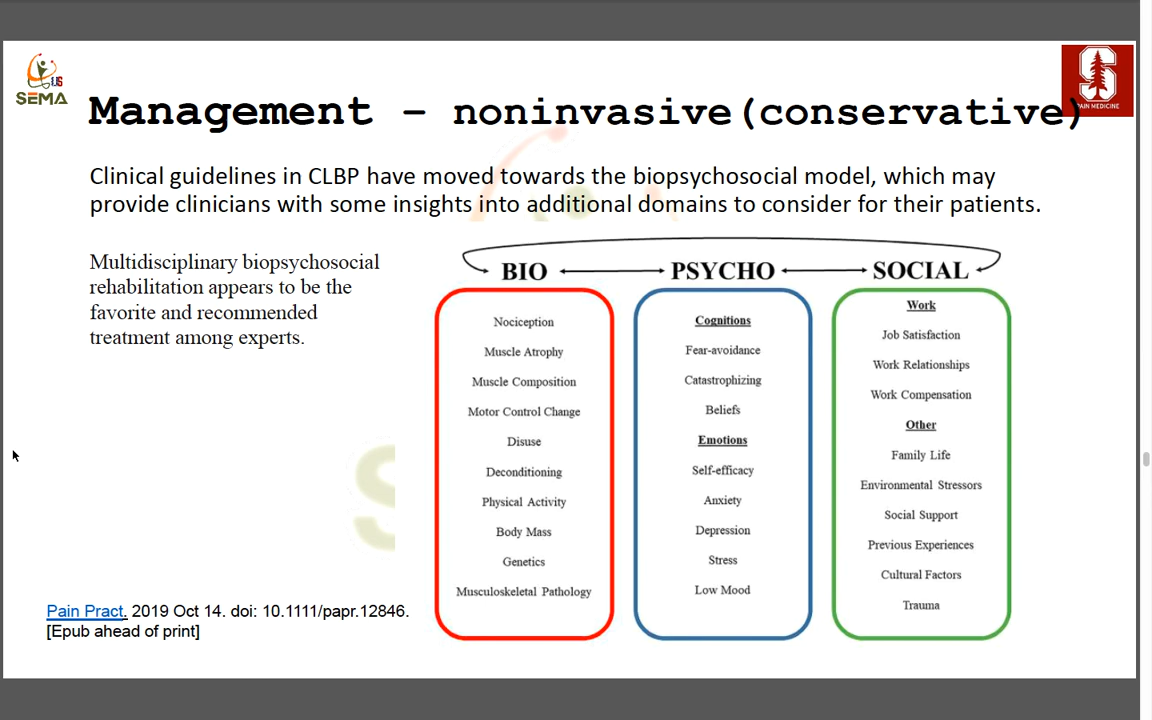 US
SEMA
PAIN MEDICINE
Management – noninvasive(conservative)
Clinical guidelines in CLBP have moved towards the biopsychosocial model, which may
provide clinicians with some insights into additional domains to consider for their patients.
Multidisciplinary biopsychosocial
rehabilitation appears to be the
favorite and recommended
treatment among experts.
BIO
PSYCHO
SOCIAL
Nociception
Muscle Atrophy
Muscle Composition
Motor Control Change
Disuse
Deconditioning
Physical Activity
Body Mass
Genetics
Musculoskeletal Pathology
Cognitions
Fear-avoidance
Catastrophizing
Beliefs
Emotions
Self-efficacy
Anxiety
Depression
Stress
Low Mood
Work
Job Satisfaction
Work Relationships
Work Compensation
Other
Family Life
Environmental Stressors
Social Support
Previous Experiences
Cultural Factors
Trauma
Pain Pract. 2019 Oct 14. doi: 10.1111/papr.12846.
[Epub ahead of print]